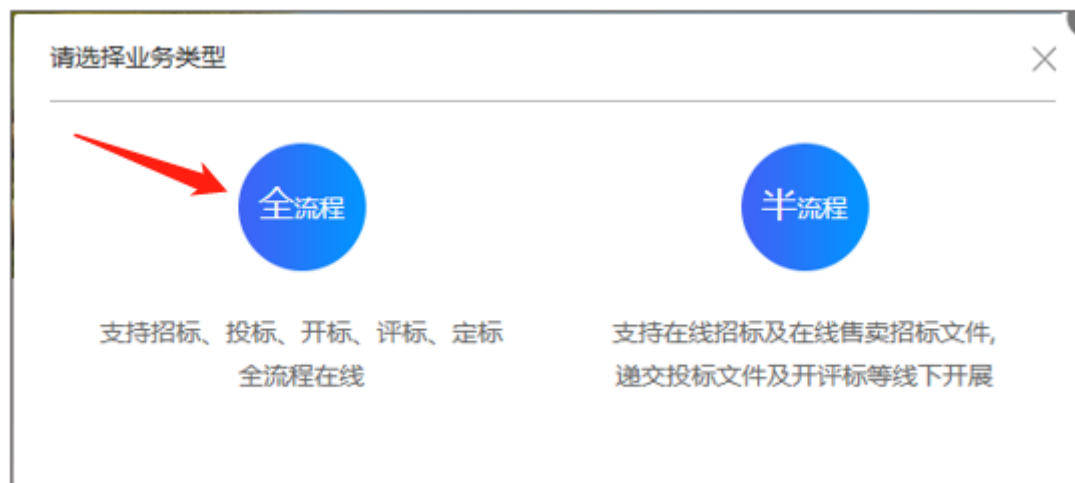 请选择业务类型
全流程
半流程
支持招标、投标、开标、评标、定标
全流程在线
支持在线招标及在线售卖招标文件,
递交投标文件及开评标等线下开展